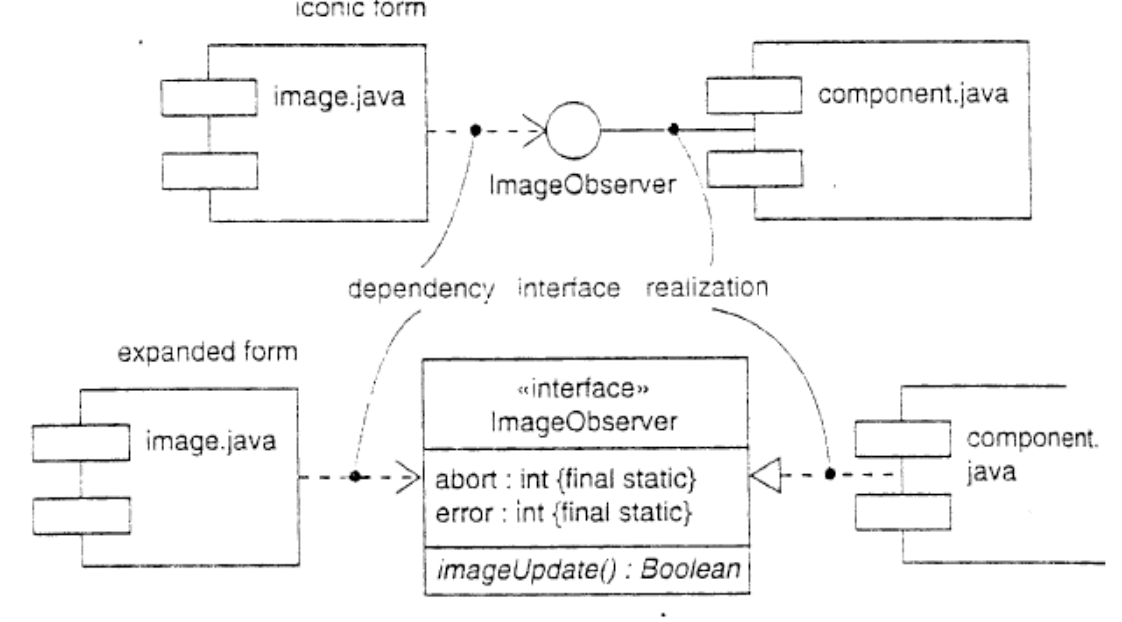 iconic form
image.java
component.java
ImageObserver
dependency interface realization
expanded form
«interface»
ImageObserver
image.java
component.
java
abort : int {final static}
error : int {final static}
imageUpdate() : Boolean